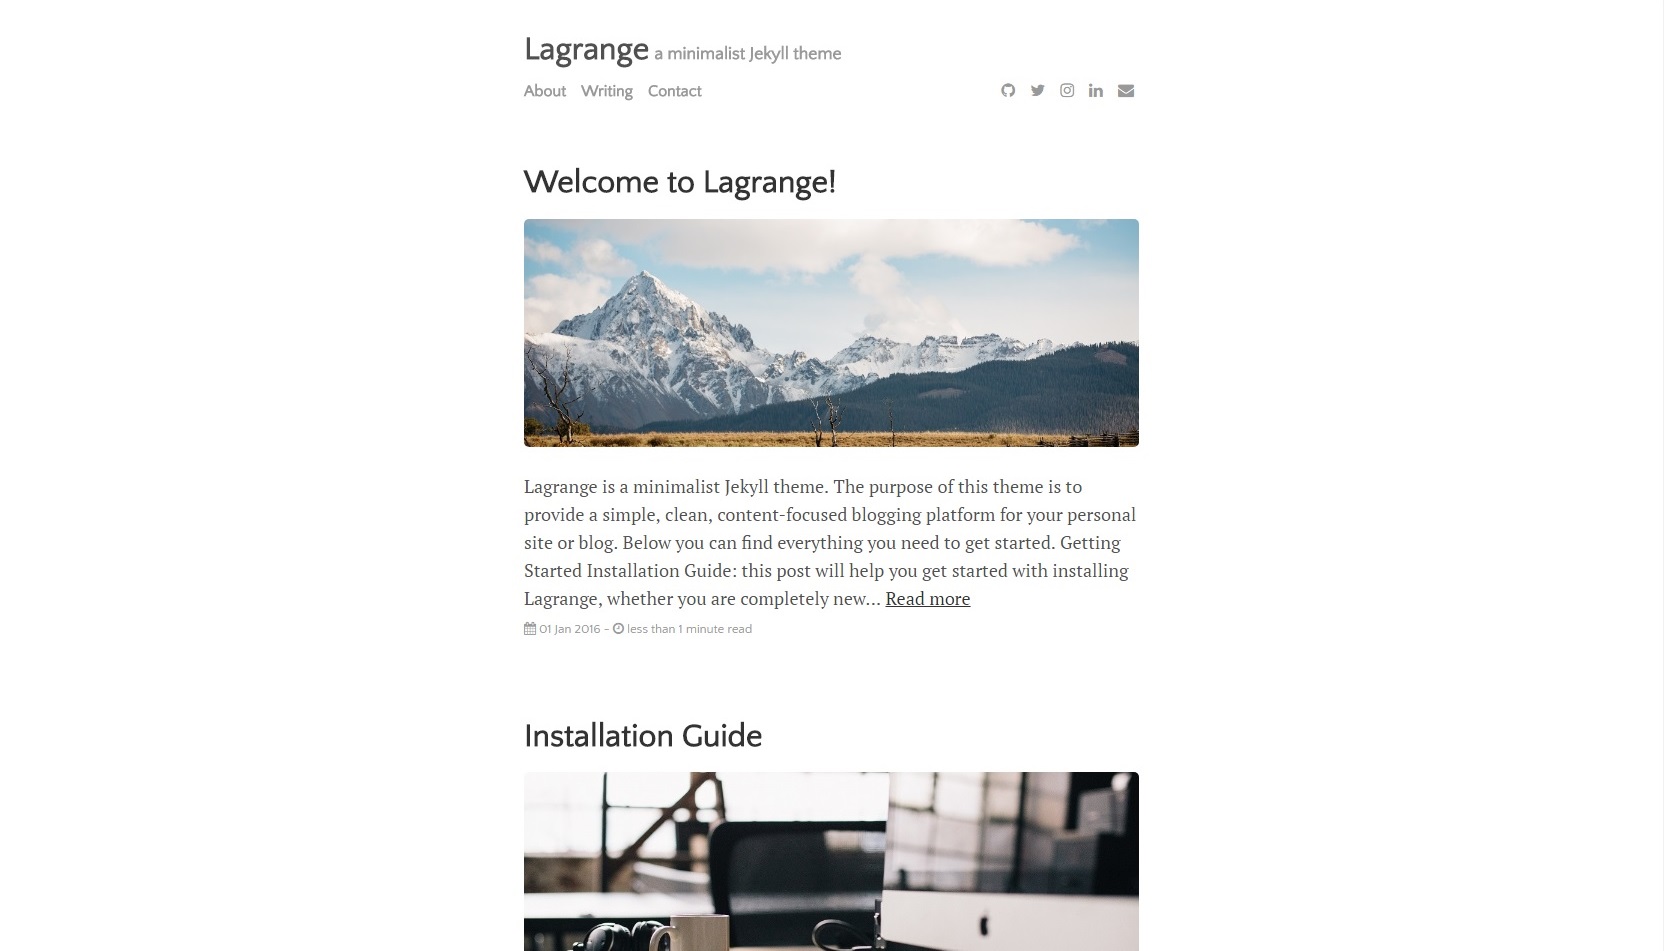 Lagrange a minimalist Jekyll theme
About Writing Contact
Welcome to Lagrange!
Lagrange is a minimalist Jekyll theme. The purpose of this theme is to
provide a simple, clean, content-focused blogging platform for your personal
site or blog. Below you can find everything you need to get started. Getting
Started Installation Guide: this post will help you get started with installing
Lagrange, whether you are completely new... Read more
01 Jan 2016 - less than 1 minute read
Installation Guide